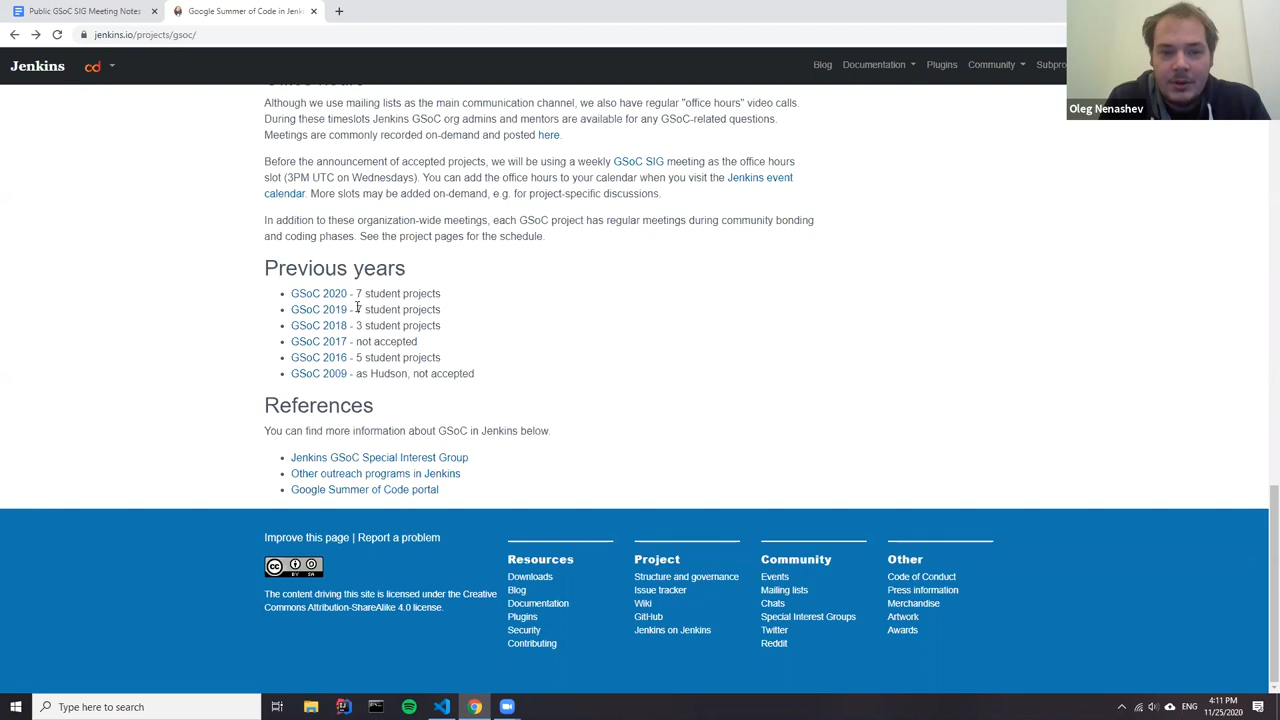 Public GSoC SIG Meeting Notes
Google Summer of Code in Jenk
jenkins.io/projects/gsoc/
Jenkins
cd
Blog Documentation Plugins Community
Oleg Nenashev
Although we use mailing lists as the main communication channel, we also have regular "office hours" video calls.
During these timeslots Jenkins GSoC org admins and mentors are available for any GSoC-related questions.
Meetings are commonly recorded on-demand and posted here.
Before the announcement of accepted projects, we will be using a weekly GSoC SIG meeting as the office hours
slot (3PM UTC on Wednesdays). You can add the office hours to your calendar when you visit the Jenkins event
calendar. More slots may be added on-demand, e.g. for project-specific discussions.
In addition to these organization-wide meetings, each GSoC project has regular meetings during community bonding
and coding phases. See the project pages for the schedule.
Previous years
GSoC 2020 - 7 student projects
GSoC 2019 - 7 student projects
GSoC 2018 - 3 student projects
GSoC 2017 - not accepted
GSoC 2016 - 5 student projects
GSoC 2009 - as Hudson, not accepted
References
You can find more information about GSoC in Jenkins below.
Jenkins GSoC Special Interest Group
Other outreach programs in Jenkins
Google Summer of Code portal
Improve this page | Report a problem
cc
BY SA
The content driving this site is licensed under the Creative
Commons Attribution-ShareAlike 4.0 license.
Resources
Downloads
Blog
Documentation
Plugins
Security
Contributing
Project
Structure and governance
Issue tracker
Wiki
GitHub
Jenkins on Jenkins
Community
Events
Mailing lists
Chats
Special Interest Groups
Twitter
Reddit
Other
Code of Conduct
Press information
Merchandise
Artwork
Awards
Type here to search
ENG
4:11 PM
11/25/2020